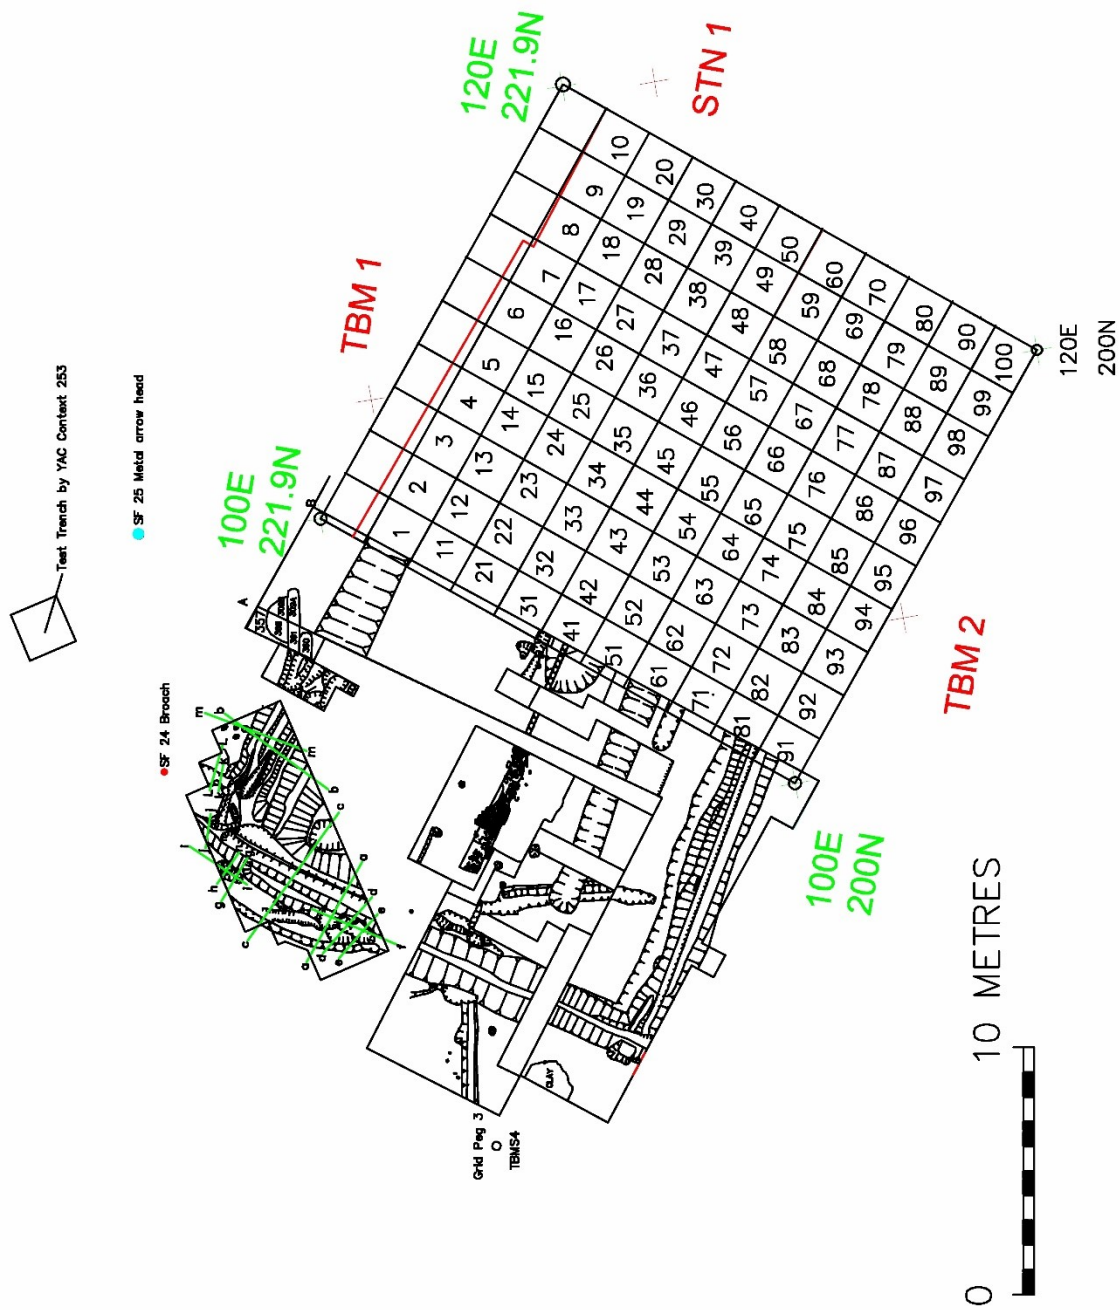 120E
221.9N
STN 1
TBM 1
Test Trench by YAC Context 253
SF 25 Metal arrow head
100E
221.9N
B
A
357
SF 24 Broach
1 2 3 4 5 6 7 8 9 10
11 12 13 14 15 16 17 18 19 20
21 22 23 24 25 26 27 28 29 30
31 32 33 34 35 36 37 38 39 40
41 42 43 44 45 46 47 48 49 50
51 52 53 54 55 56 57 58 59 60
61 62 63 64 65 66 67 68 69 70
71 72 73 74 75 76 77 78 79 80
81 82 83 84 85 86 87 88 89 90
91 92 93 94 95 96 97 98 99 100
120E
200N
TBM 2
100E
200N
m
b
m
b
c
a
d
e
f
j
h
g
c
a
d
e
CLAY
Grid Peg 3
TBMS4
0
10 METRES